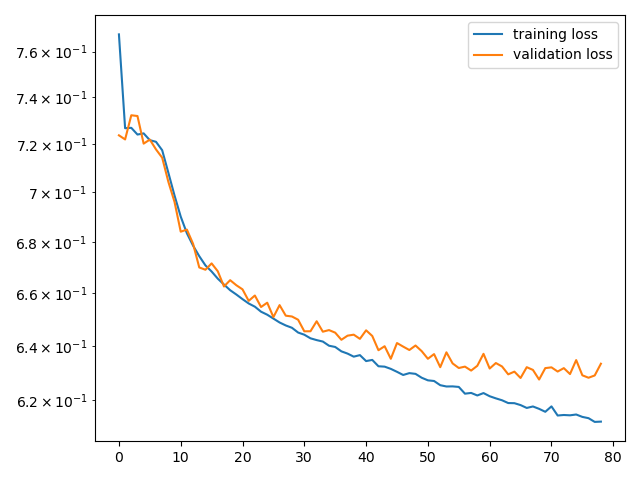 training loss
validation loss
7.6 × 10⁻¹
7.4 × 10⁻¹
7.2 × 10⁻¹
7 × 10⁻¹
6.8 × 10⁻¹
6.6 × 10⁻¹
6.4 × 10⁻¹
6.2 × 10⁻¹
0 10 20 30 40 50 60 70 80